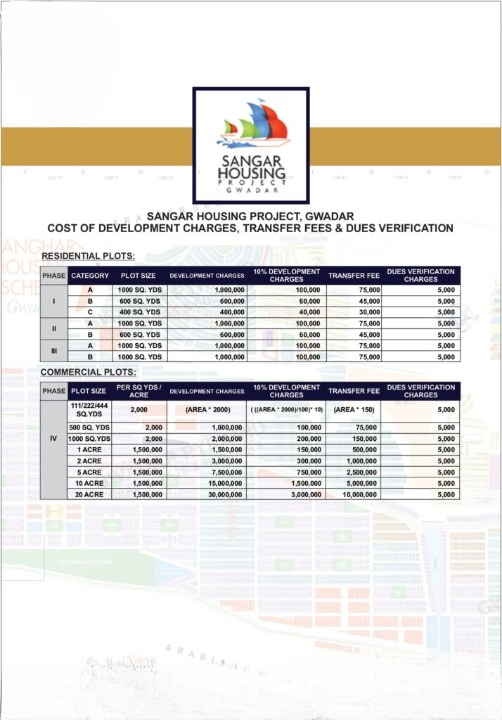 SANGAR
HOUSING
PROJECT
GWADAR
SANGAR HOUSING PROJECT, GWADAR
COST OF DEVELOPMENT CHARGES, TRANSFER FEES & DUES VERIFICATION
RESIDENTIAL PLOTS:
PHASE CATEGORY PLOT SIZE DEVELOPMENT CHARGES 10% DEVELOPMENT CHARGES TRANSFER FEE DUES VERIFICATION CHARGES
I A 1000 SQ. YDS 1,000,000 100,000 75,000 5,000
B 600 SQ. YDS 600,000 60,000 45,000 5,000
C 400 SQ. YDS 400,000 40,000 30,000 5,000
II A 1000 SQ. YDS 1,000,000 100,000 75,000 5,000
B 600 SQ. YDS 600,000 60,000 45,000 5,000
III A 1000 SQ. YDS 1,000,000 100,000 75,000 5,000
B 1000 SQ. YDS 1,000,000 100,000 75,000 5,000
COMMERCIAL PLOTS:
PHASE PLOT SIZE PER SQ YDS / ACRE DEVELOPMENT CHARGES 10% DEVELOPMENT CHARGES TRANSFER FEE DUES VERIFICATION CHARGES
IV 111/222/444 SQ.YDS 2,000 (AREA * 2000) ( ((AREA * 2000)/100)* 10) (AREA * 150) 5,000
500 SQ. YDS 2,000 1,000,000 100,000 75,000 5,000
1000 SQ.YDS 2,000 2,000,000 200,000 150,000 5,000
1 ACRE 1,500,000 1,500,000 150,000 500,000 5,000
2 ACRE 1,500,000 3,000,000 300,000 1,000,000 5,000
5 ACRE 1,500,000 7,500,000 750,000 2,500,000 5,000
10 ACRE 1,500,000 15,000,000 1,500,000 5,000,000 5,000
20 ACRE 1,500,000 30,000,000 3,000,000 10,000,000 5,000